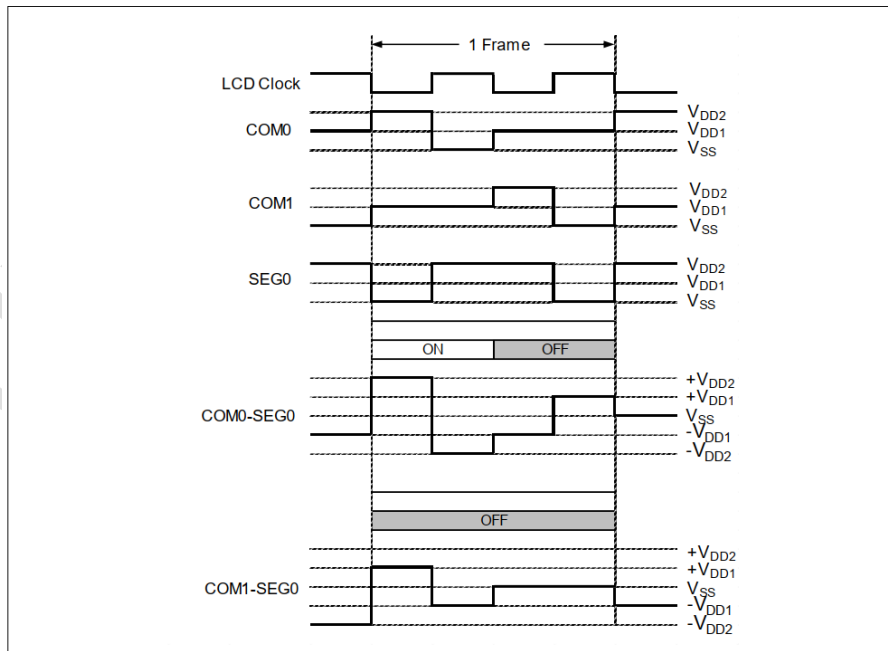 1 Frame
LCD Clock
COM0
VDD2
VDD1
VSS
COM1
VDD2
VDD1
VSS
SEG0
VDD2
VDD1
VSS
ON OFF
COM0-SEG0
+VDD2
+VDD1
VSS
-VDD1
-VDD2
OFF
COM1-SEG0
+VDD2
+VDD1
VSS
-VDD1
-VDD2